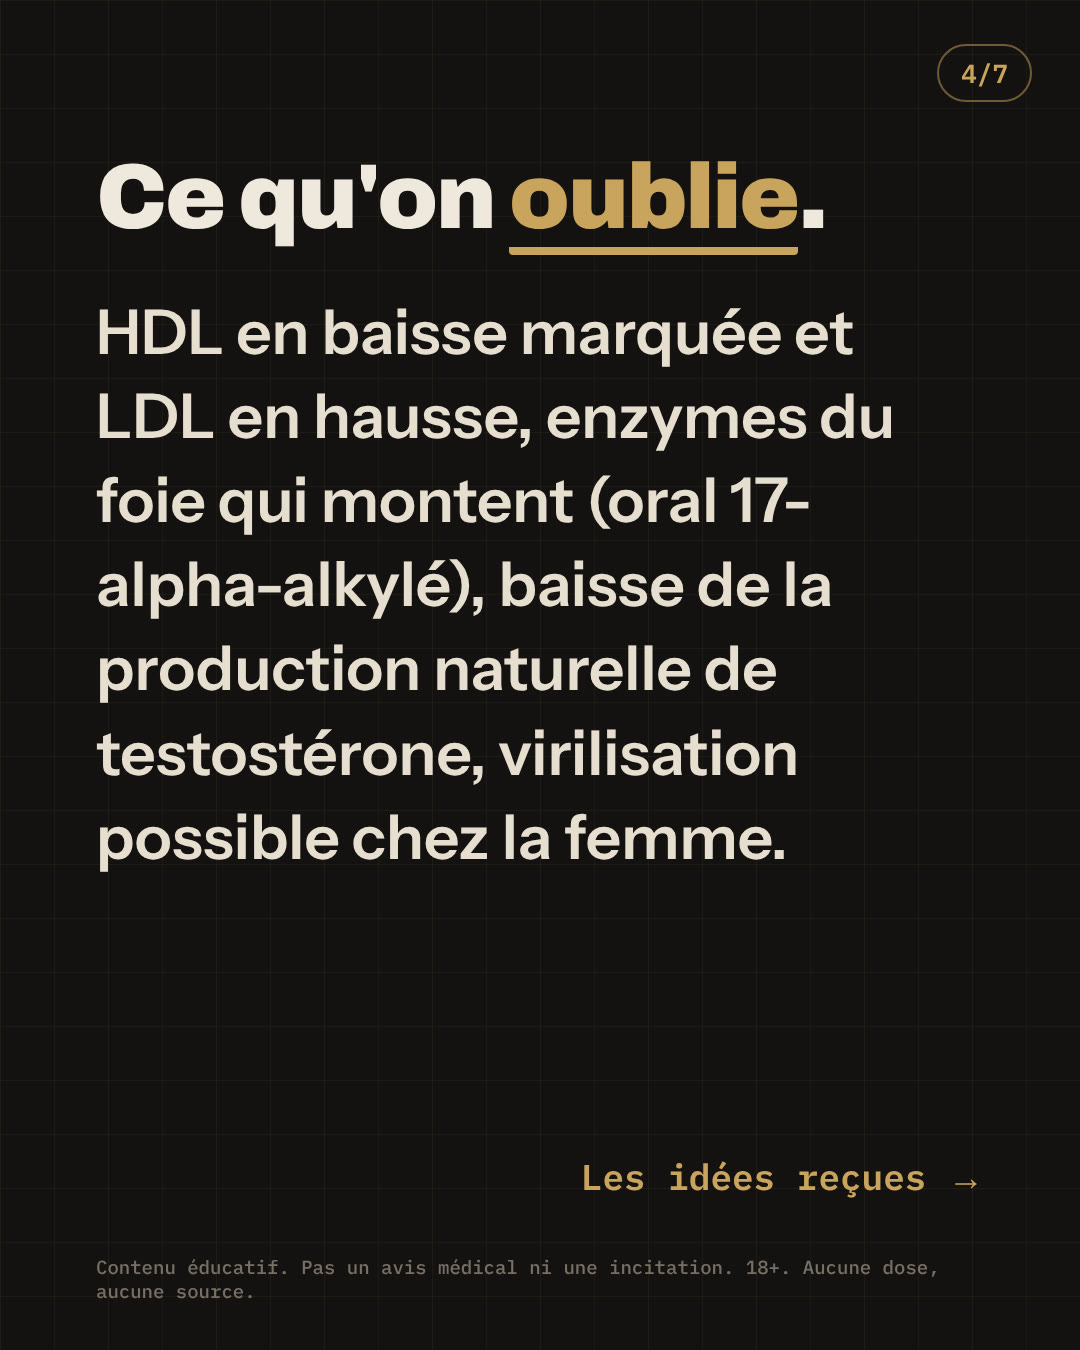 4/7
Ce qu'on oublie.
HDL en baisse marquée et
LDL en hausse, enzymes du
foie qui montent (oral 17-
alpha-alkylé), baisse de la
production naturelle de
testostérone, virilisation
possible chez la femme.
Les idées reçues →
Contenu éducatif. Pas un avis médical ni une incitation. 18+. Aucune dose,
aucune source.